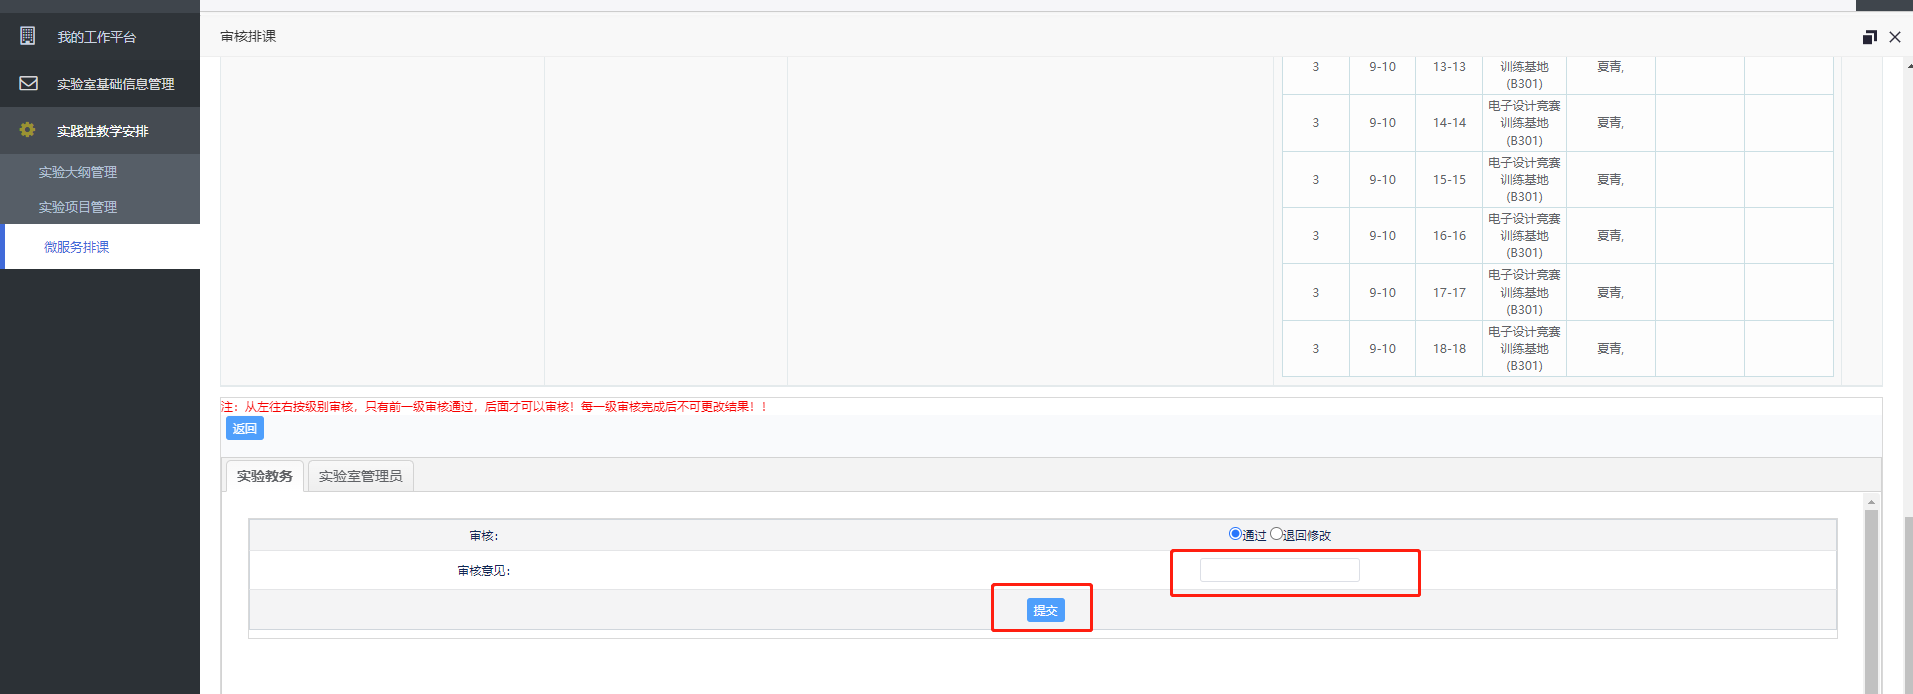 我的工作平台
实验室基础信息管理
实践性教学安排
实验大纲管理
实验项目管理
微服务排课
审核排课
3 9-10 13-13 训练基地 夏青,
(B301)
电子设计竞赛
3 9-10 14-14 训练基地 夏青,
(B301)
电子设计竞赛
3 9-10 15-15 训练基地 夏青,
(B301)
电子设计竞赛
3 9-10 16-16 训练基地 夏青,
(B301)
电子设计竞赛
3 9-10 17-17 训练基地 夏青,
(B301)
电子设计竞赛
3 9-10 18-18 训练基地 夏青,
(B301)
注：从左往右按级别审核，只有前一级审核通过，后面才可以审核！每一级审核完成后不可更改结果！！
返回
实验教务 实验室管理员
审核: 通过 退回修改
审核意见:
提交